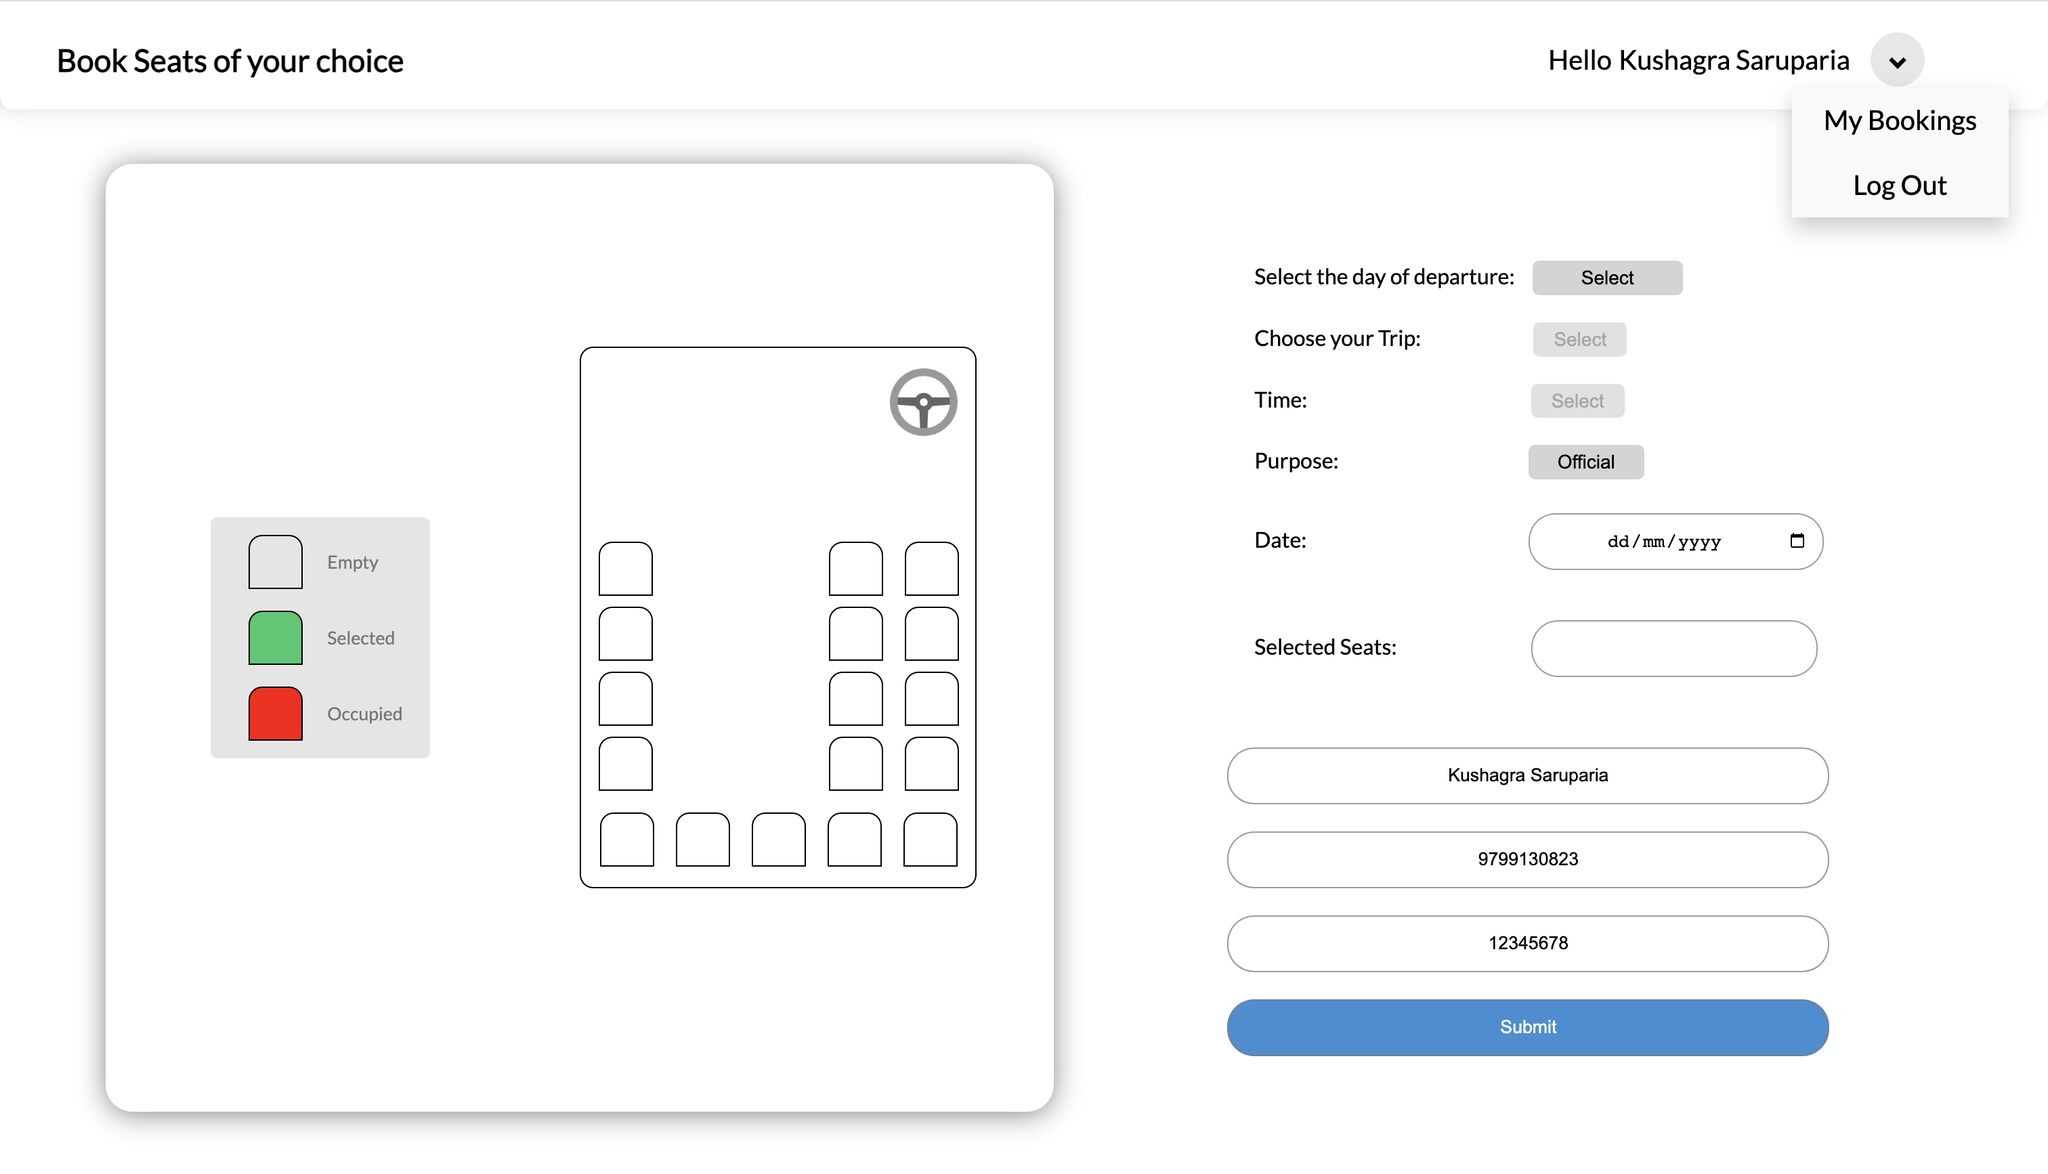 Book Seats of your choice
Hello Kushagra Saruparia
My Bookings
Log Out
Empty
Selected
Occupied
Select the day of departure: Select
Choose your Trip: Select
Time: Select
Purpose: Official
Date: dd/mm/yyyy
Selected Seats:
Kushagra Saruparia
9799130823
12345678
Submit